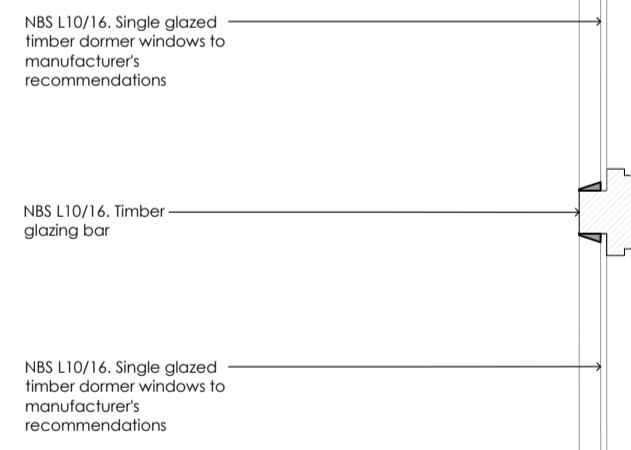 NBS L10/16. Single glazed
timber dormer windows to
manufacturer's
recommendations
NBS L10/16. Timber
glazing bar
NBS L10/16. Single glazed
timber dormer windows to
manufacturer's
recommendations